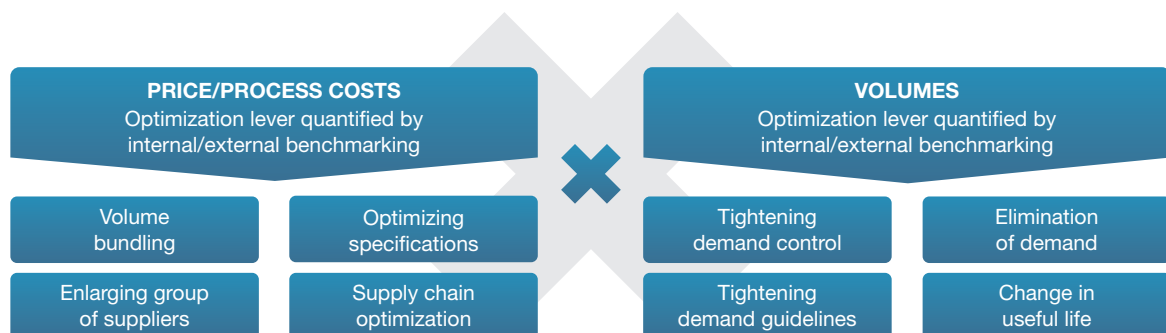 PRICE/PROCESS COSTS
Optimization lever quantified by
internal/external benchmarking
VOLUMES
Optimization lever quantified by
internal/external benchmarking
Volume
bundling
Optimizing
specifications
Tightening
demand control
Elimination
of demand
Enlarging group
of suppliers
Supply chain
optimization
Tightening
demand guidelines
Change in
useful life